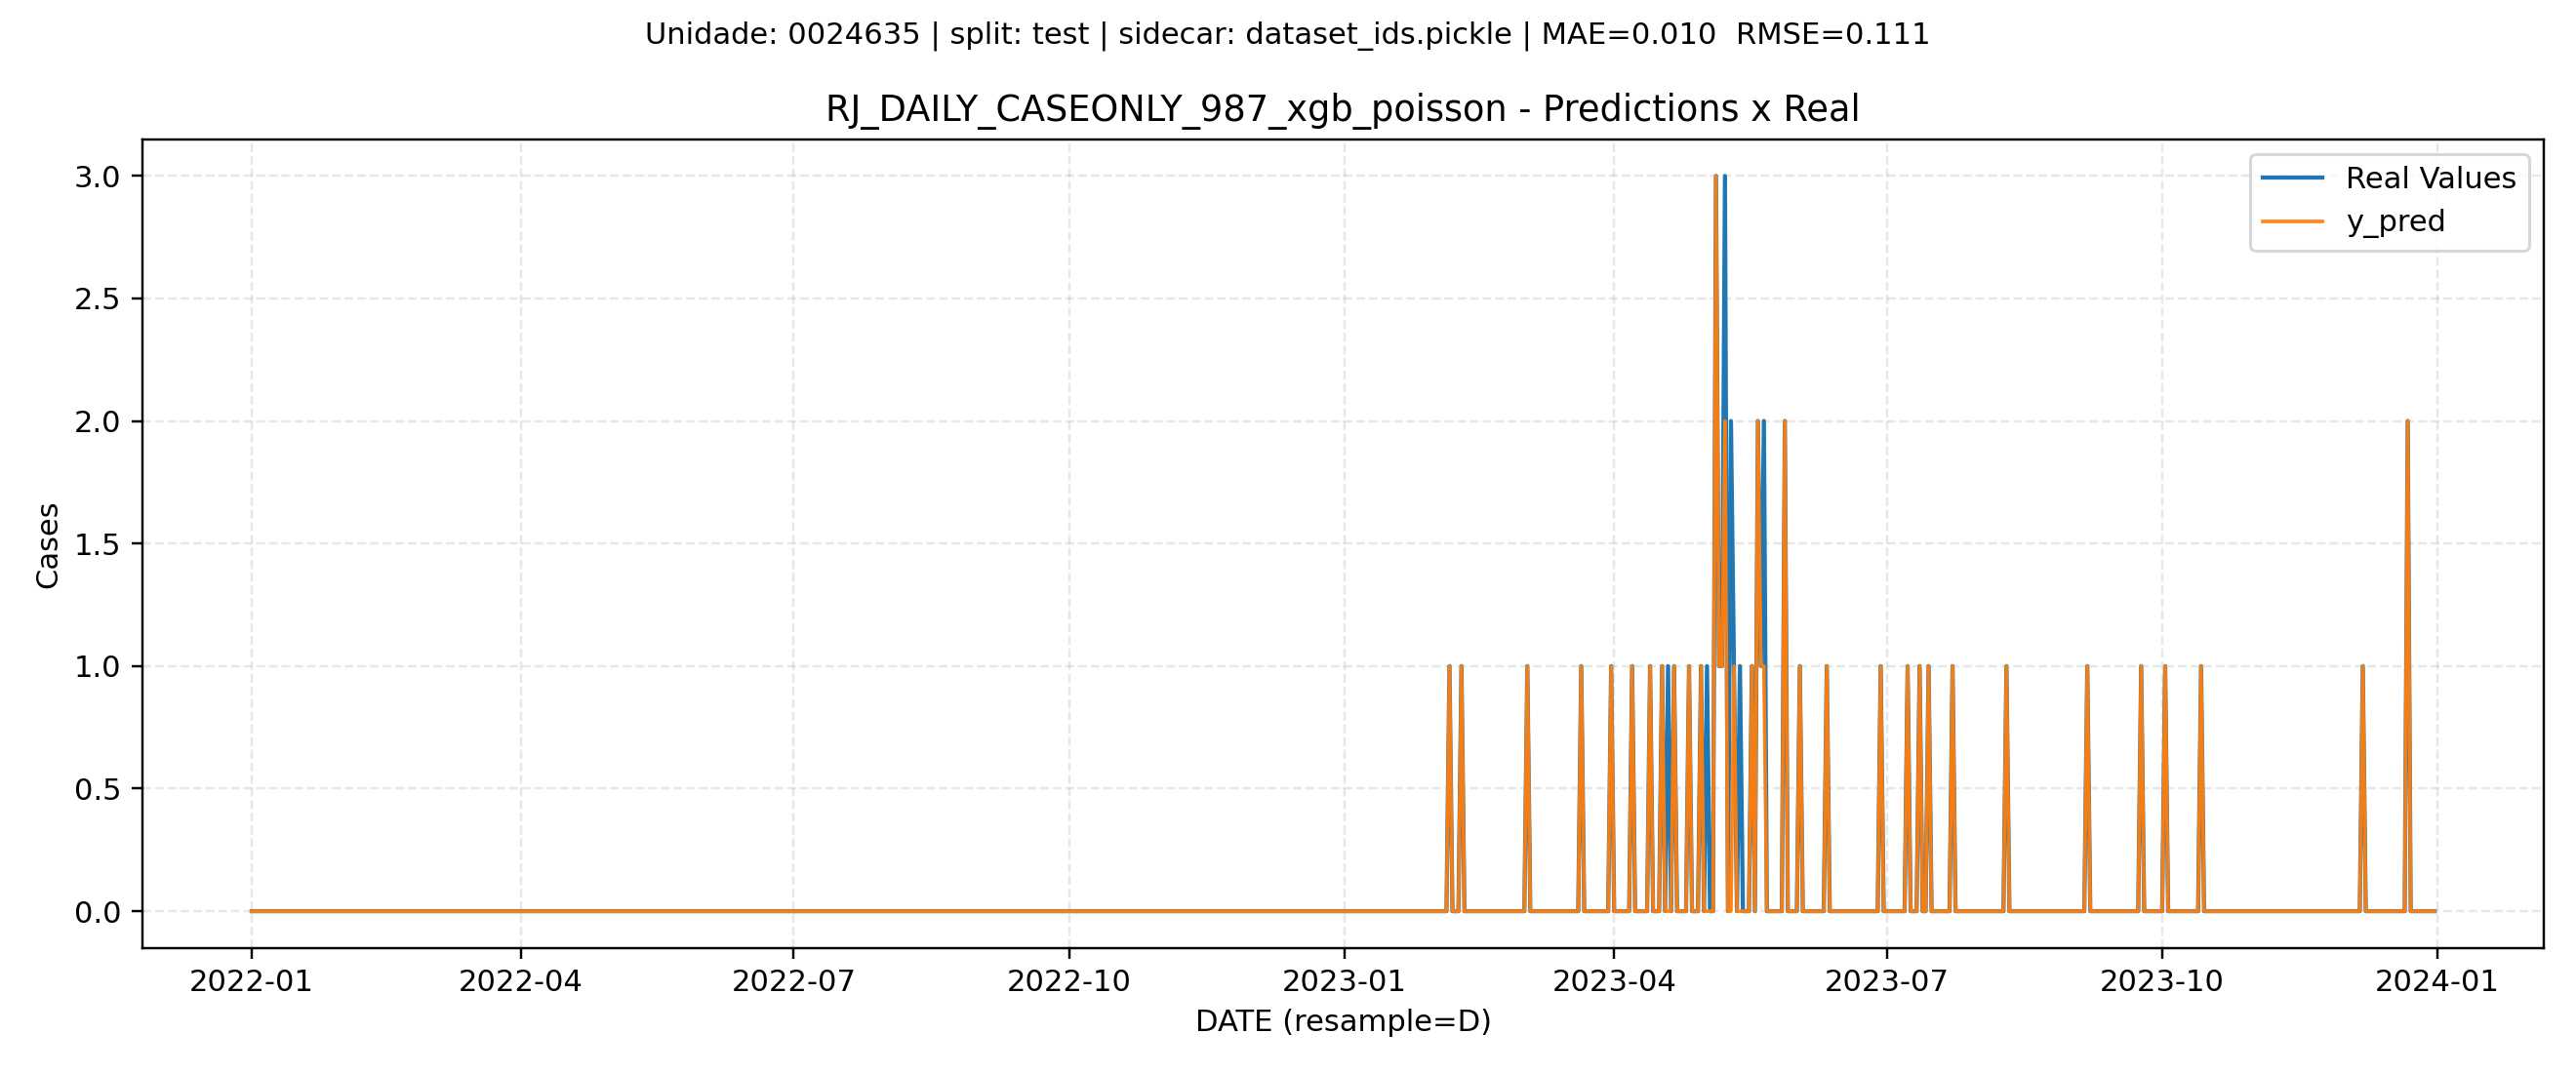 Unidade: 0024635 | split: test | sidecar: dataset_ids.pickle | MAE=0.010  RMSE=0.111
RJ_DAILY_CASEONLY_987_xgb_poisson - Predictions x Real
Real Values
y_pred
Cases
3.0
2.5
2.0
1.5
1.0
0.5
0.0
2022-01 2022-04 2022-07 2022-10 2023-01 2023-04 2023-07 2023-10 2024-01
DATE (resample=D)